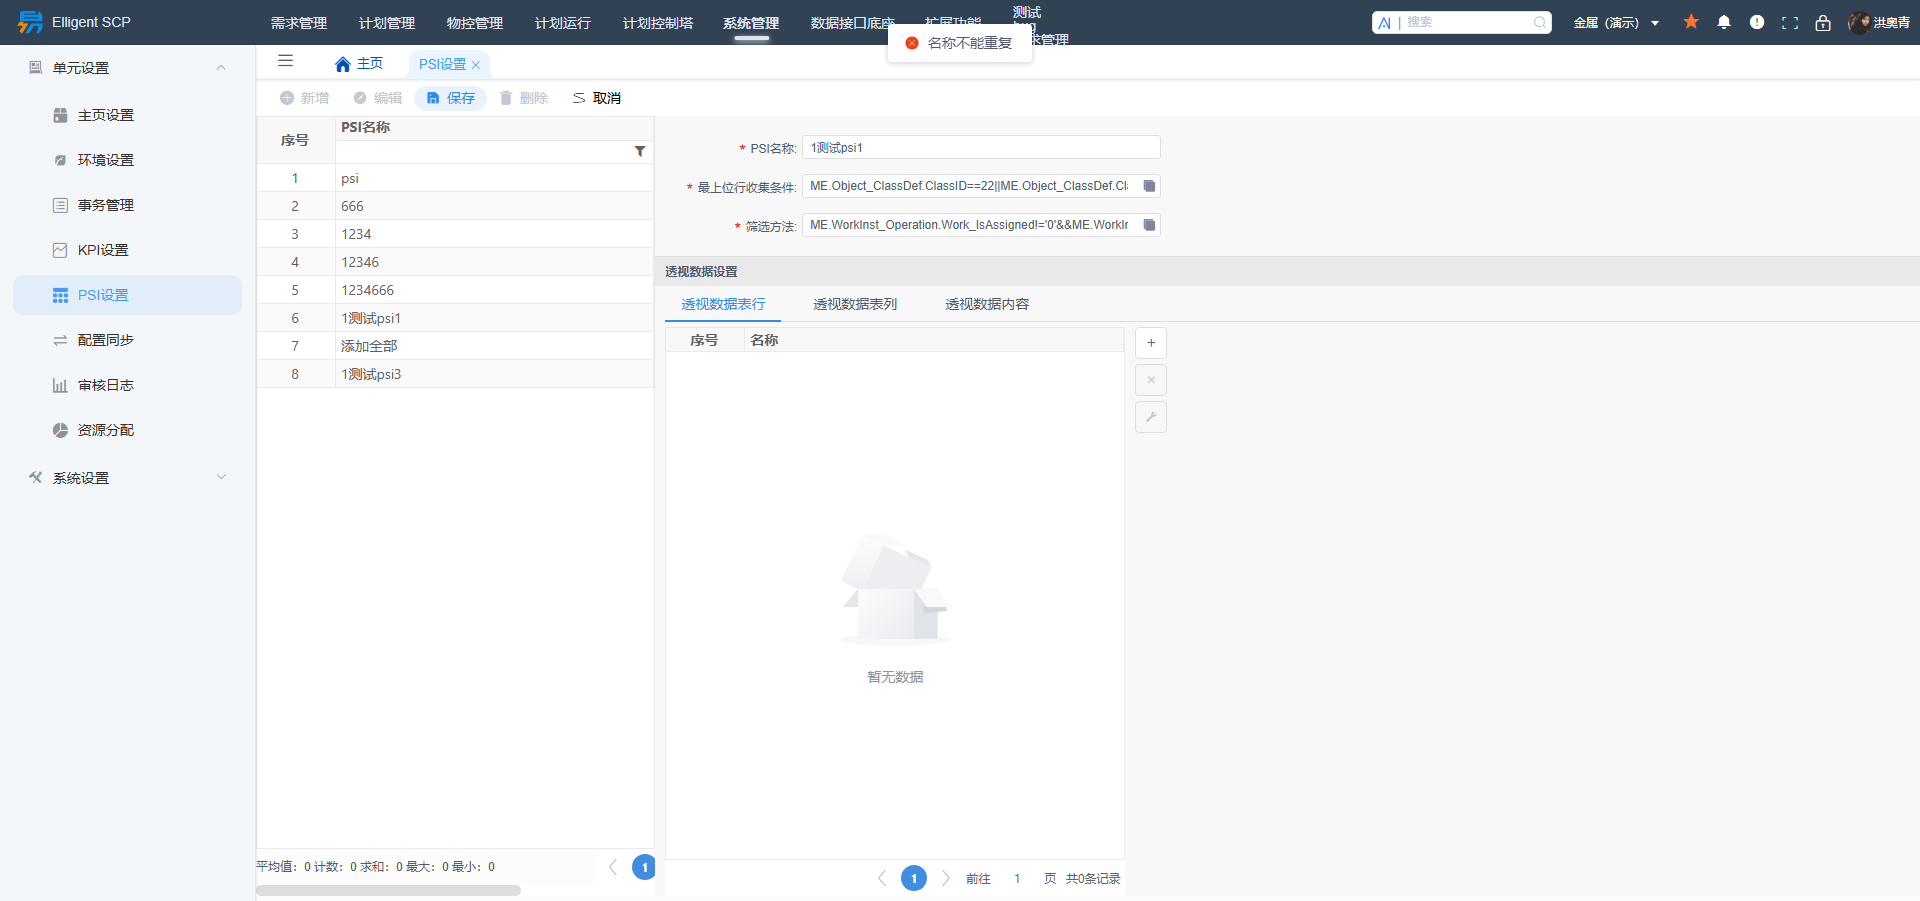 Elligent SCP
需求管理 计划管理 物控管理 计划运行 计划控制塔 系统管理 数据接口底座 扩展功能 测试
求管理
搜索
金属（演示）
洪奥青
名称不能重复
单元设置
主页设置
环境设置
事务管理
KPI设置
PSI设置
配置同步
审核日志
资源分配
系统设置
主页 PSI设置
新增 编辑 保存 删除 取消
序号 PSI名称
1 psi
2 666
3 1234
4 12346
5 1234666
6 1测试psi1
7 添加全部
8 1测试psi3
平均值：0 计数：0 求和：0 最大：0 最小：0
1
* PSI名称: 1测试psi1
* 最上位行收集条件: ME.Object_ClassDef.ClassID==22||ME.Object_ClassDef.Cl
* 筛选方法: ME.WorkInst_Operation.Work_IsAssigned!='0'&&ME.WorkIr
透视数据设置
透视数据表行 透视数据表列 透视数据内容
序号 名称
暂无数据
1 前往 1 页 共0条记录